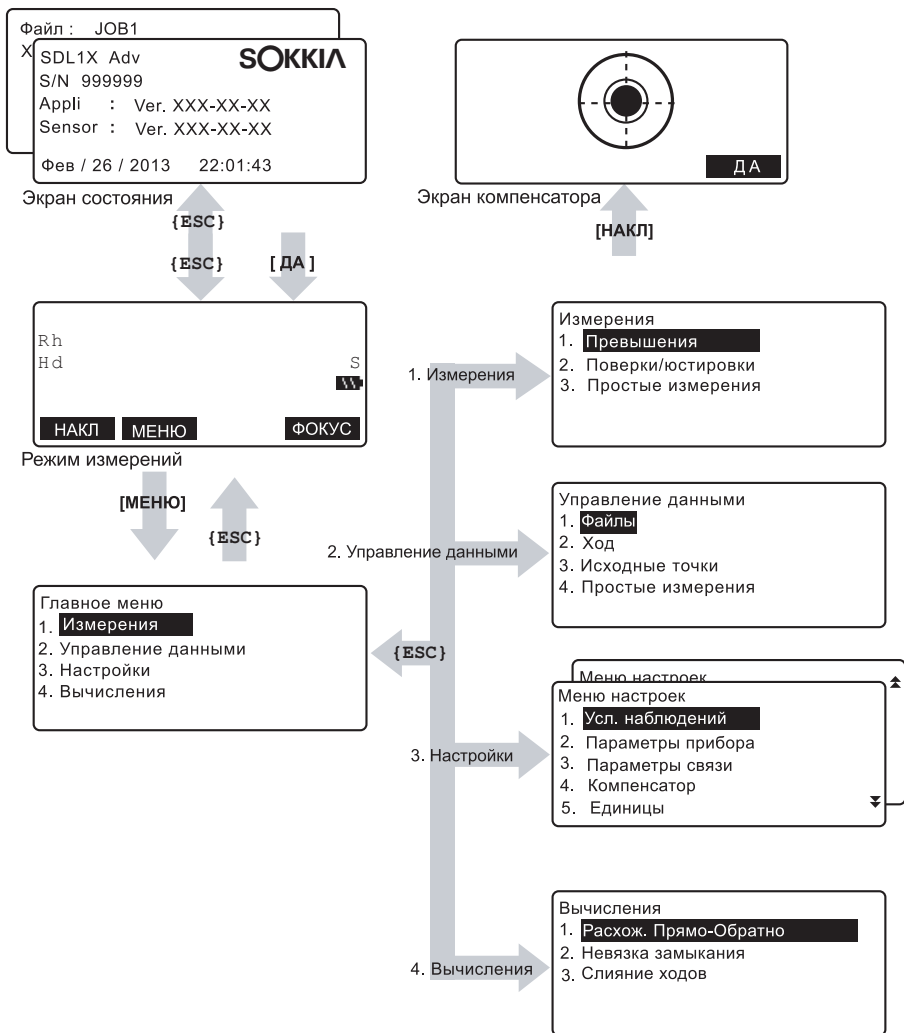 Файл : JOB1
X
SDL1X Adv SOKKIA
S/N 999999
Appli : Ver. XXX-XX-XX
Sensor : Ver. XXX-XX-XX
Фев / 26 / 2013 22:01:43
Экран состояния
{ESC}
{ESC}
[ ДА ]
ДА
Экран компенсатора
[НАКЛ]
Rh
Hd S
НАКЛ МЕНЮ ФОКУС
Режим измерений
[МЕНЮ]
{ESC}
Главное меню
1. Измерения
2. Управление данными
3. Настройки
4. Вычисления
{ESC}
1. Измерения
Измерения
1. Превышения
2. Поверки/юстировки
3. Простые измерения
2. Управление данными
Управление данными
1. Файлы
2. Ход
3. Исходные точки
4. Простые измерения
3. Настройки
Меню настроек
Меню настроек
1. Усл. наблюдений
2. Параметры прибора
3. Параметры связи
4. Компенсатор
5. Единицы
4. Вычисления
Вычисления
1. Расхож. Прямо-Обратно
2. Невязка замыкания
3. Слияние ходов